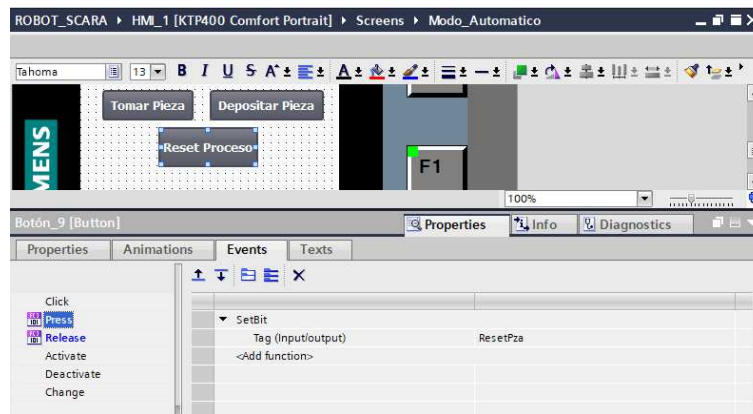 ROBOT_SCARA ▸ HMI_1 [KTP400 Comfort Portrait] ▸ Screens ▸ Modo_Automatico
Tahoma 13 B I U S A A
Tomar Pieza Depositar Pieza
Reset Proceso
MENS
F1
100%
Botón_9 [Button] Properties Info Diagnostics
Properties Animations Events Texts
Click
Press
Release
Activate
Deactivate
Change
SetBit
Tag (Input/output) ResetPza
<Add function>